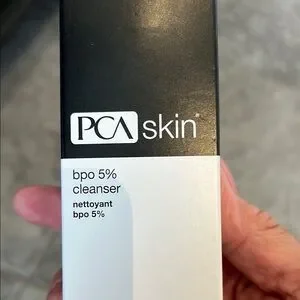 PCA skin®
bpo 5%
cleanser
nettoyant
bpo 5%